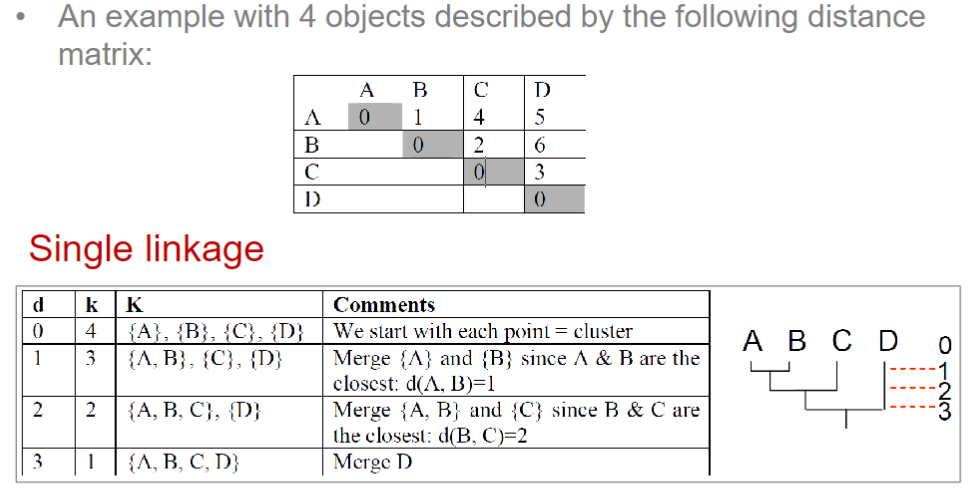 • An example with 4 objects described by the following distance
matrix:
A B C D
A 0 1 4 5
B 0 2 6
C 0 3
D 0
Single linkage
d k K Comments
0 4 {A}, {B}, {C}, {D} We start with each point = cluster
1 3 {A, B}, {C}, {D} Merge {A} and {B} since A & B are the
closest: d(A, B)=1
2 2 {A, B, C}, {D} Merge {A, B} and {C} since B & C are
the closest: d(B, C)=2
3 1 {A, B, C, D} Merge D
A B C D 0
1
2
3